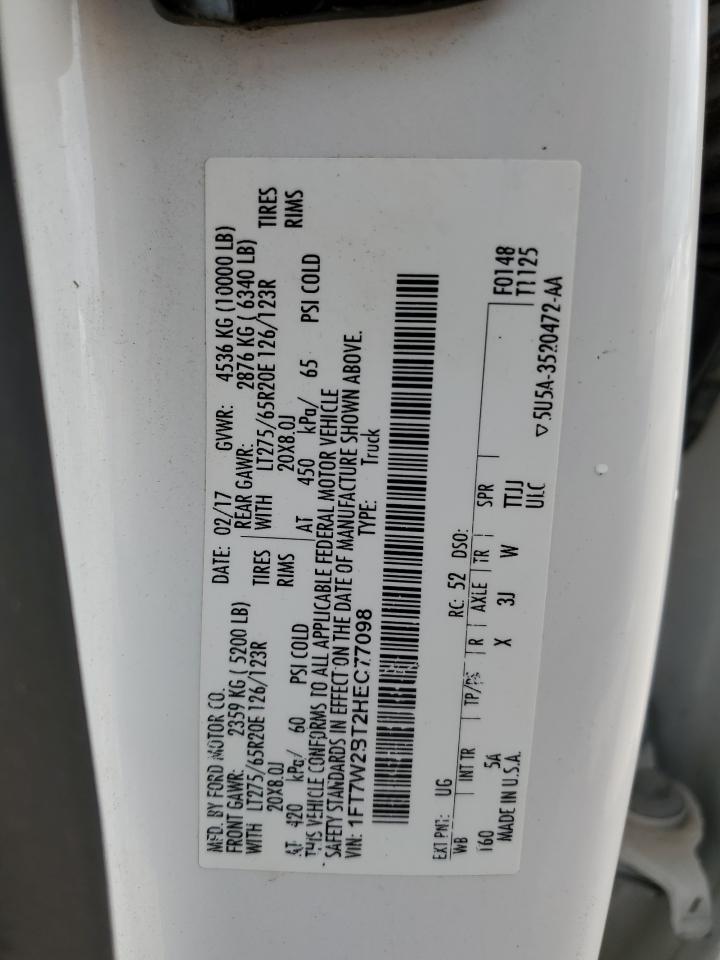 MFD. BY FORD MOTOR CO.
DATE: 02/17 GVWR: 4536 KG (10000 LB)
FRONT GAWR: 2359 KG ( 5200 LB)
REAR GAWR: 2876 KG ( 6340 LB)
WITH LT275/65R20E 126/123R TIRES
WITH LT275/65R20E 126/123R TIRES
20X8.0J RIMS
20X8.0J RIMS
AT 420 kPa/ 60 PSI COLD
AT 450 kPa/ 65 PSI COLD
THIS VEHICLE CONFORMS TO ALL APPLICABLE FEDERAL MOTOR VEHICLE
SAFETY STANDARDS IN EFFECT ON THE DATE OF MANUFACTURE SHOWN ABOVE.
VIN: 1FT7W2BT2HEC77098 TYPE: Truck
F0148
T1125
EXT PNT: UG RC: 52 DSO:
WB INT TR TP/PS R AXLE TR SPR
160 5A X 3J W TTJJ
ULC
MADE IN U.S.A.
▽ 5U5A-3520472-AA